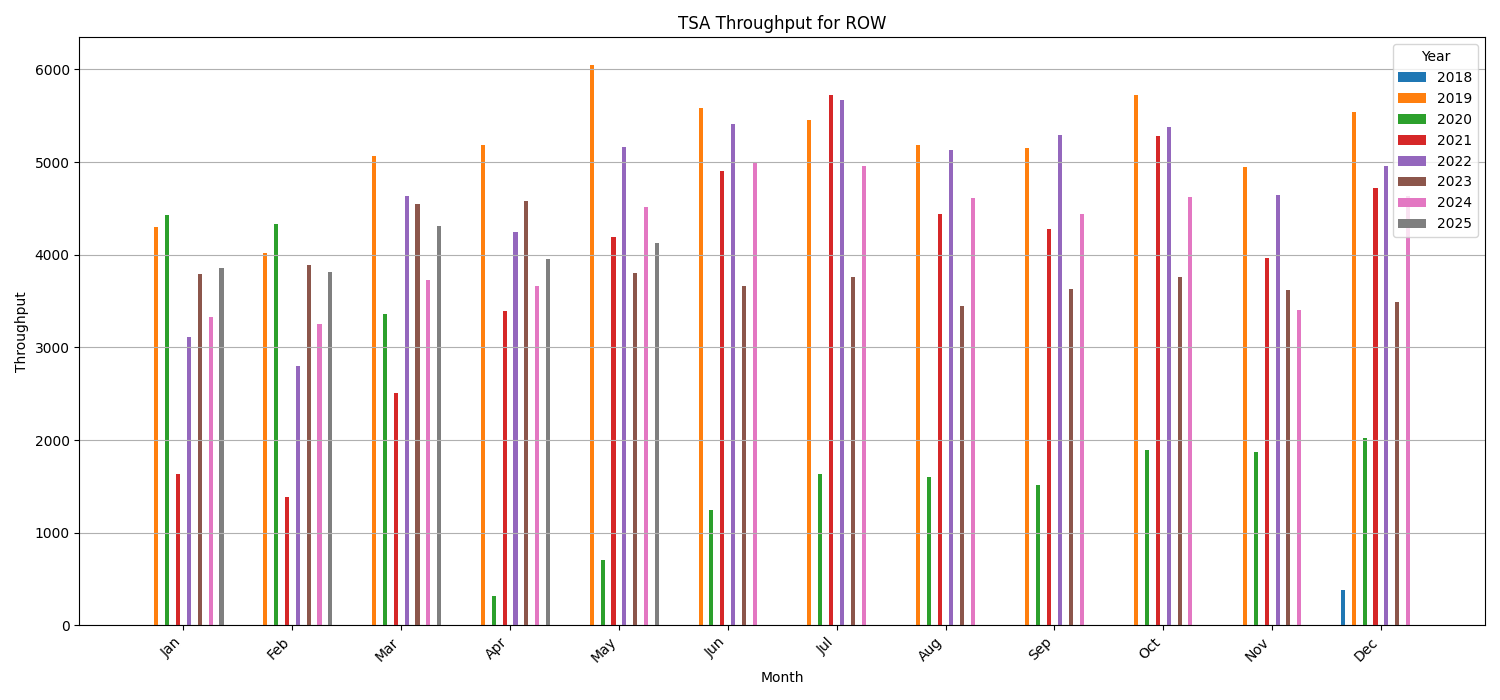 TSA Throughput for ROW
Throughput
6000
5000
4000
3000
2000
1000
0
Year
2018
2019
2020
2021
2022
2023
2024
2025
Jan
Feb
Mar
Apr
May
Jun
Jul
Aug
Sep
Oct
Nov
Dec
Month